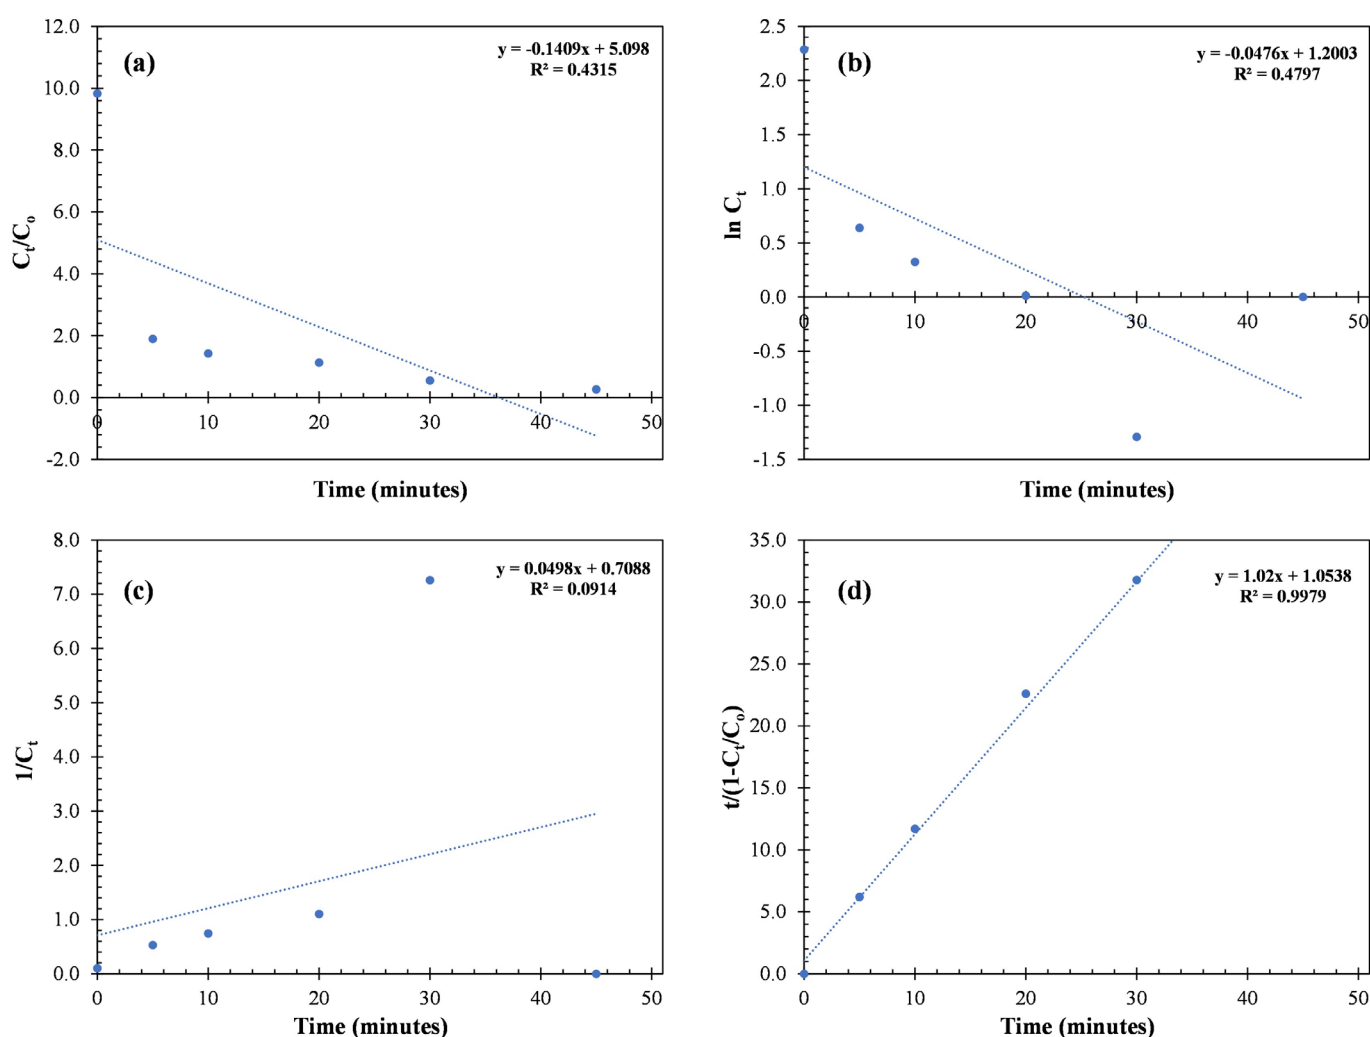 12.0
10.0
8.0
6.0
4.0
2.0
0.0
-2.0
0
10
20
30
40
50
(a)
y = -0.1409x + 5.098
R² = 0.4315
Cₜ/Cₒ
Time (minutes)
2.5
2.0
1.5
1.0
0.5
0.0
-0.5
-1.0
-1.5
0
10
20
30
40
50
(b)
y = -0.0476x + 1.2003
R² = 0.4797
ln Cₜ
Time (minutes)
8.0
7.0
6.0
5.0
4.0
3.0
2.0
1.0
0.0
0
10
20
30
40
50
(c)
y = 0.0498x + 0.7088
R² = 0.0914
1/Cₜ
Time (minutes)
35.0
30.0
25.0
20.0
15.0
10.0
5.0
0.0
0
10
20
30
40
50
(d)
y = 1.02x + 1.0538
R² = 0.9979
t/(1-Cₜ/Cₒ)
Time (minutes)